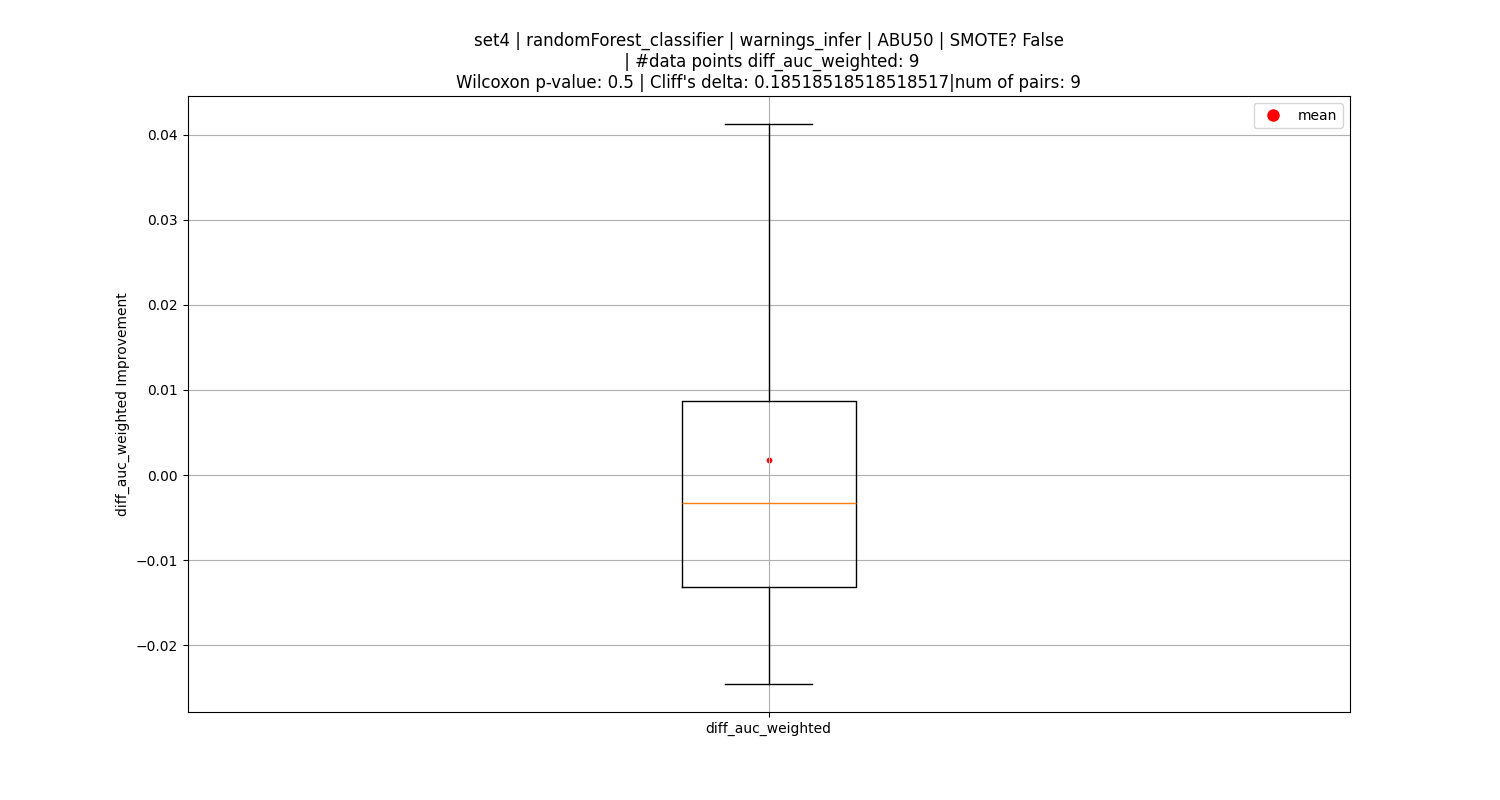 set4 | randomForest_classifier | warnings_infer | ABU50 | SMOTE? False
| #data points diff_auc_weighted: 9
Wilcoxon p-value: 0.5 | Cliff's delta: 0.18518518518518517|num of pairs: 9
mean
0.04
0.03
0.02
0.01
0.00
−0.01
−0.02
diff_auc_weighted Improvement
diff_auc_weighted